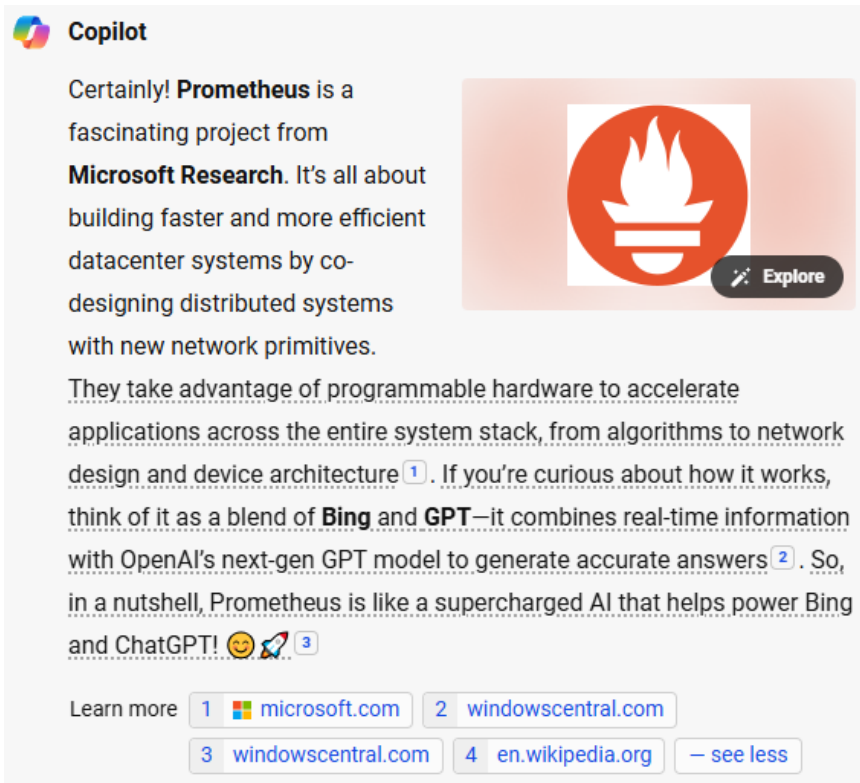 Copilot
Certainly! Prometheus is a
fascinating project from
Microsoft Research. It’s all about
building faster and more efficient
datacenter systems by co-
designing distributed systems
with new network primitives.
Explore
They take advantage of programmable hardware to accelerate
applications across the entire system stack, from algorithms to network
design and device architecture 1 . If you’re curious about how it works,
think of it as a blend of Bing and GPT—it combines real-time information
with OpenAI’s next-gen GPT model to generate accurate answers 2 . So,
in a nutshell, Prometheus is like a supercharged AI that helps power Bing
and ChatGPT! 😊🚀 3
Learn more 1 microsoft.com 2 windowscentral.com
3 windowscentral.com 4 en.wikipedia.org — see less